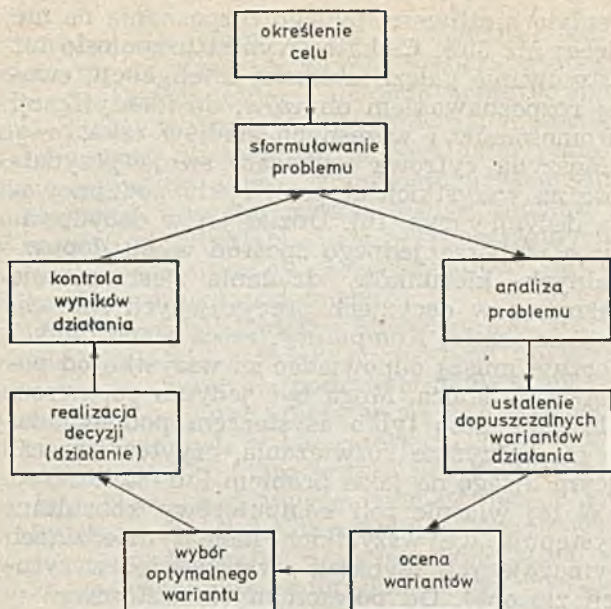 określenie
celu
sformułowanie
problemu
kontrola
wyników
działania
analiza
problemu
realizacja
decyzji
(działanie)
ustalenie
dopuszczalnych
wariantów
działania
wybór
optymalnego
wariantu
ocena
wariantów